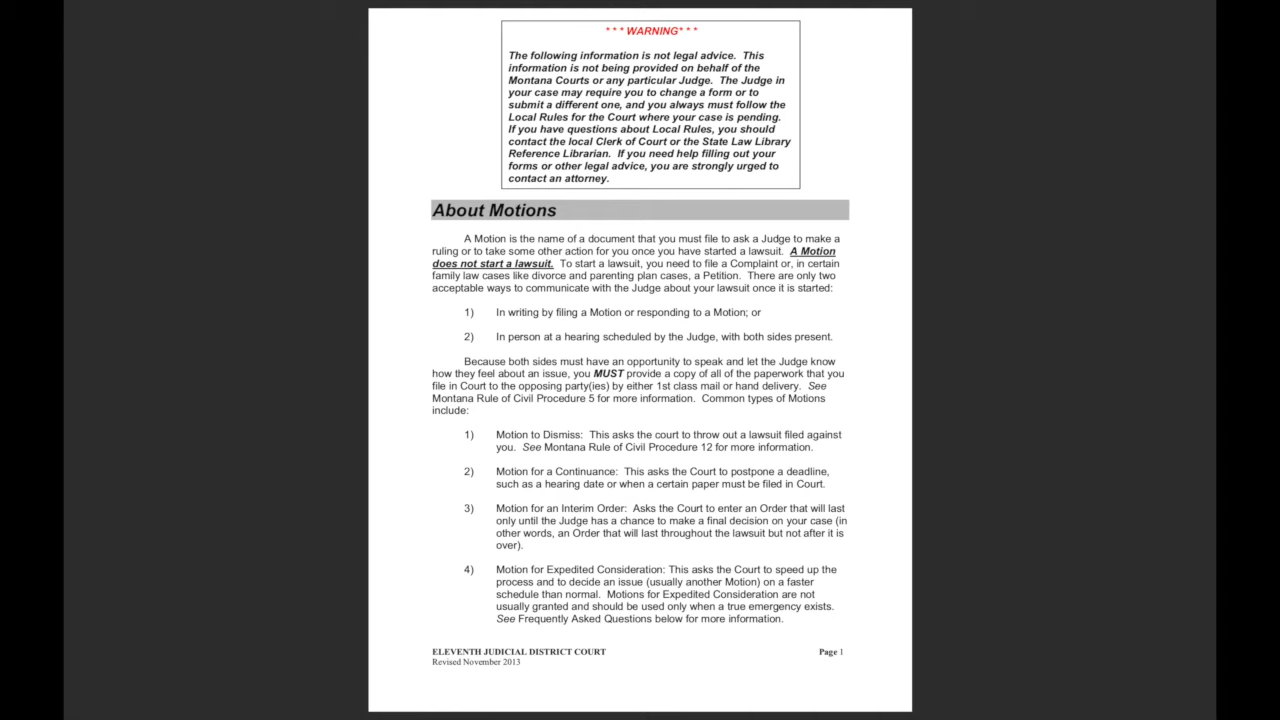 * * * WARNING* * *
The following information is not legal advice.  This
information is not being provided on behalf of the
Montana Courts or any particular Judge.  The Judge in
your case may require you to change a form or to
submit a different one, and you always must follow the
Local Rules for the Court where your case is pending.
If you have questions about Local Rules, you should
contact the local Clerk of Court or the State Law Library
Reference Librarian.  If you need help filling out your
forms or other legal advice, you are strongly urged to
contact an attorney.
About Motions
A Motion is the name of a document that you must file to ask a Judge to make a
ruling or to take some other action for you once you have started a lawsuit.  A Motion
does not start a lawsuit.  To start a lawsuit, you need to file a Complaint or, in certain
family law cases like divorce and parenting plan cases, a Petition.  There are only two
acceptable ways to communicate with the Judge about your lawsuit once it is started:
1) In writing by filing a Motion or responding to a Motion; or
2) In person at a hearing scheduled by the Judge, with both sides present.
Because both sides must have an opportunity to speak and let the Judge know
how they feel about an issue, you MUST provide a copy of all of the paperwork that you
file in Court to the opposing party(ies) by either 1st class mail or hand delivery.  See
Montana Rule of Civil Procedure 5 for more information.  Common types of Motions
include:
1) Motion to Dismiss:  This asks the court to throw out a lawsuit filed against
you.  See Montana Rule of Civil Procedure 12 for more information.
2) Motion for a Continuance:  This asks the Court to postpone a deadline,
such as a hearing date or when a certain paper must be filed in Court.
3) Motion for an Interim Order:  Asks the Court to enter an Order that will last
only until the Judge has a chance to make a final decision on your case (in
other words, an Order that will last throughout the lawsuit but not after it is
over).
4) Motion for Expedited Consideration: This asks the Court to speed up the
process and to decide an issue (usually another Motion) on a faster
schedule than normal.  Motions for Expedited Consideration are not
usually granted and should be used only when a true emergency exists.
See Frequently Asked Questions below for more information.
ELEVENTH JUDICIAL DISTRICT COURT Page 1
Revised November 2013